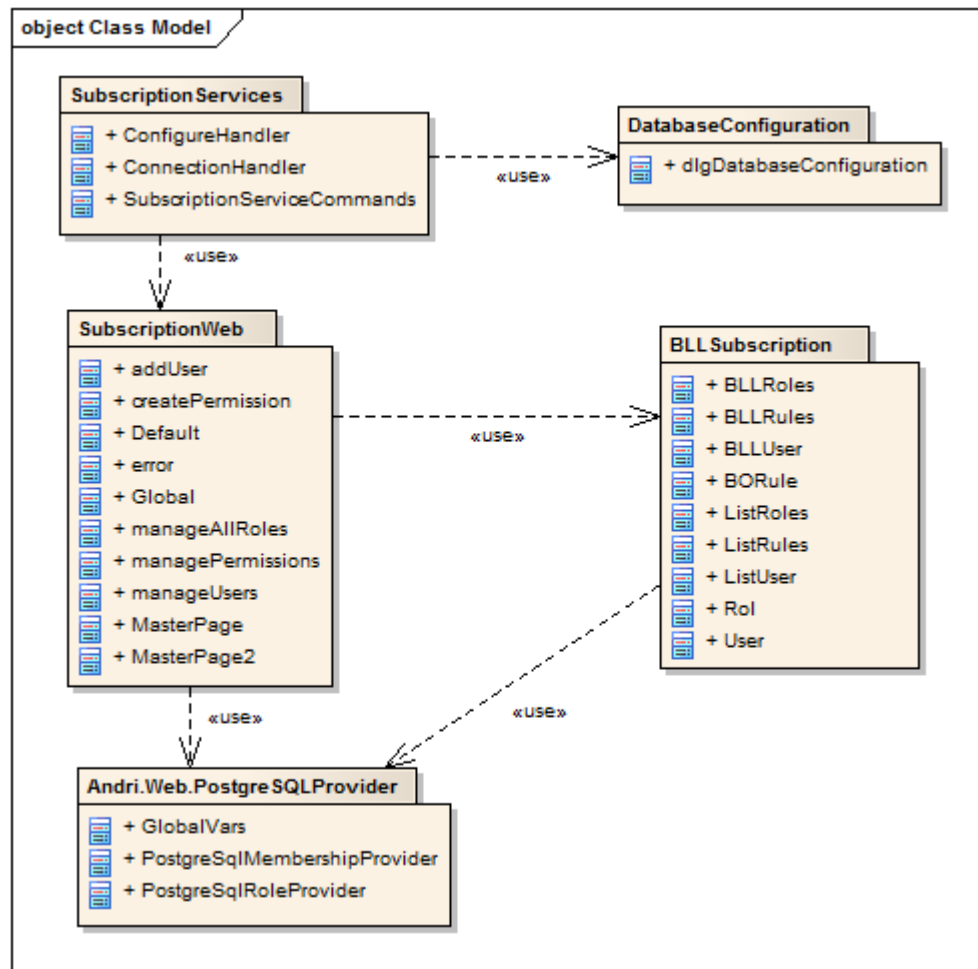 object Class Model
SubscriptionServices
+ ConfigureHandler
+ ConnectionHandler
+ SubscriptionServiceCommands
«use»
DatabaseConfiguration
+ dlgDatabaseConfiguration
«use»
SubscriptionWeb
+ addUser
+ createPermission
+ Default
+ error
+ Global
+ manageAllRoles
+ managePermissions
+ manageUsers
+ MasterPage
+ MasterPage2
«use»
BLLSubscription
+ BLLRoles
+ BLLRules
+ BLLUser
+ BORule
+ ListRoles
+ ListRules
+ ListUser
+ Rol
+ User
«use»
«use»
Andri.Web.PostgreSQLProvider
+ GlobalVars
+ PostgreSqlMembershipProvider
+ PostgreSqlRoleProvider